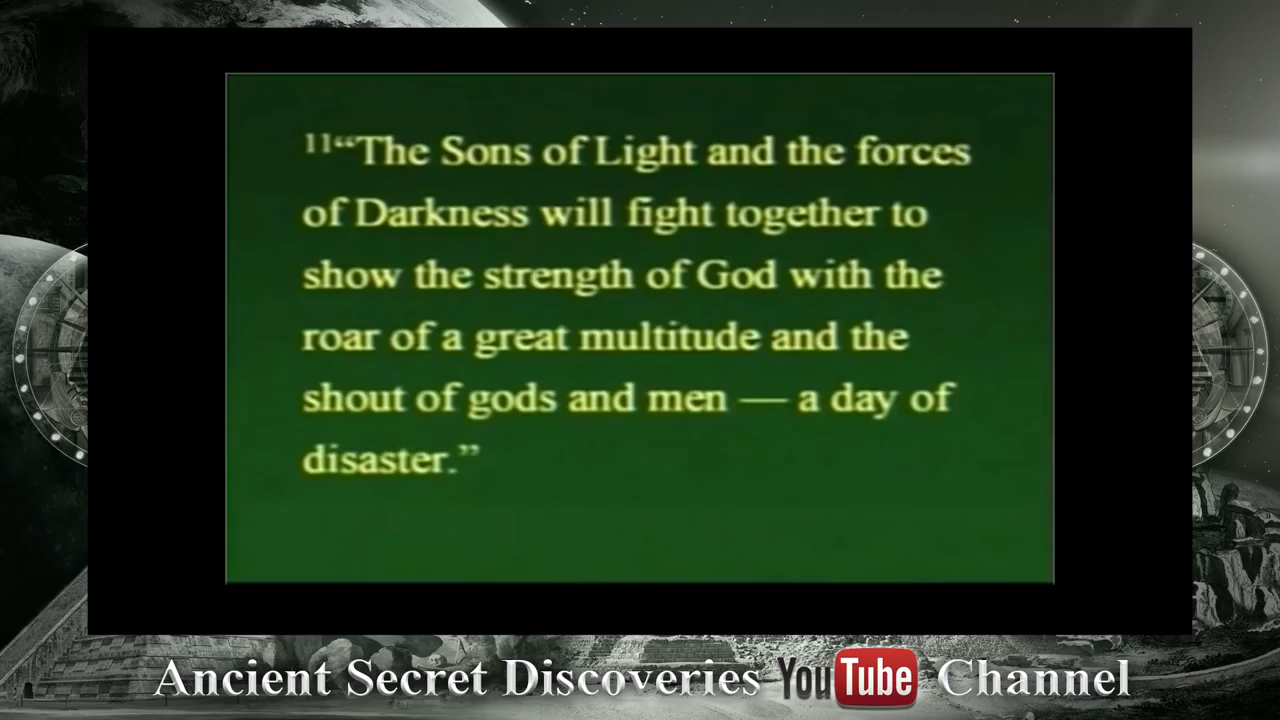 11“The Sons of Light and the forces
of Darkness will fight together to
show the strength of God with the
roar of a great multitude and the
shout of gods and men — a day of
disaster.”
Ancient Secret Discoveries YouTube Channel